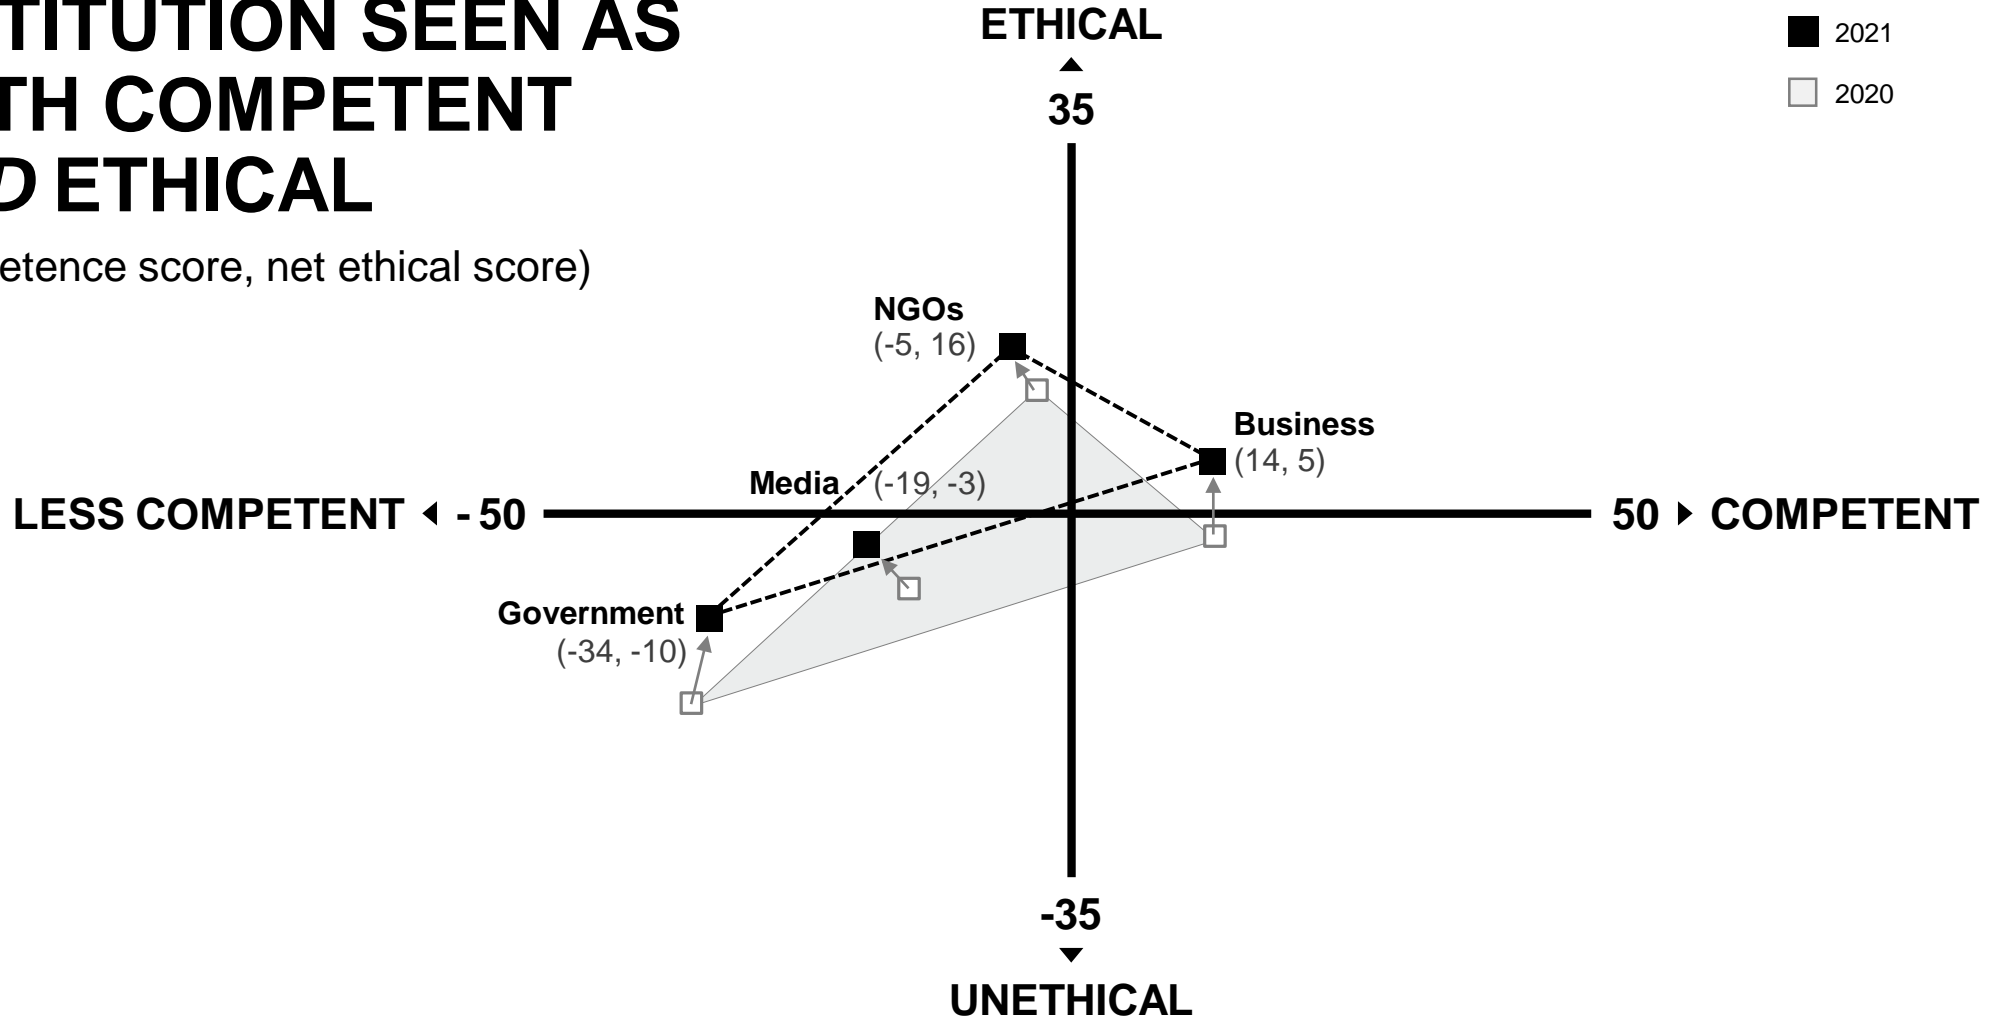 TITUTION SEEN AS
TH COMPETENT
D ETHICAL
etence score, net ethical score)
ETHICAL
35
2021
2020
NGOs
(-5, 16)
Business
(14, 5)
Media (-19, -3)
LESS COMPETENT - 50
50 COMPETENT
Government
(-34, -10)
-35
UNETHICAL